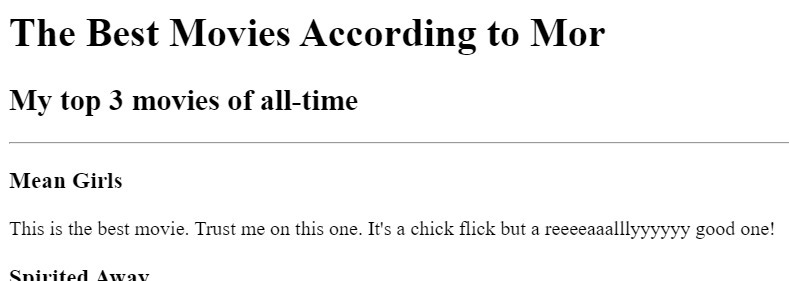 The Best Movies According to Mor
My top 3 movies of all-time
Mean Girls
This is the best movie. Trust me on this one. It's a chick flick but a reeeeaaalllyyyyyy good one!
Spirited Away